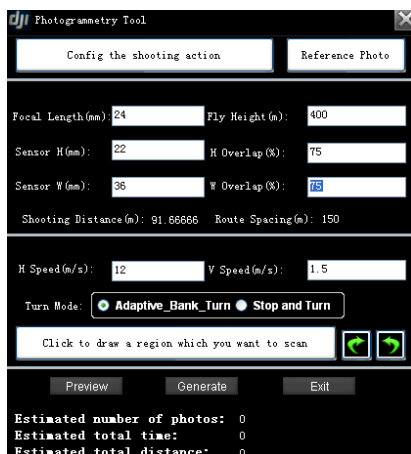 dji Photogrammetry Tool
Config the shooting action Reference Photo
Focal Length(mm): 24 Fly Height(m): 400
Sensor H(mm): 22 H Overlap(%): 75
Sensor W(mm): 36 W Overlap(%): 75
Shooting Distance(m): 91.66666 Route Spacing(m): 150
H Speed(m/s): 12 V Speed(m/s): 1.5
Turn Mode: Adaptive_Bank_Turn Stop and Turn
Click to draw a region which you want to scan
Preview Generate Exit
Estimated number of photos: 0
Estimated total time: 0
Estimated total distance: 0